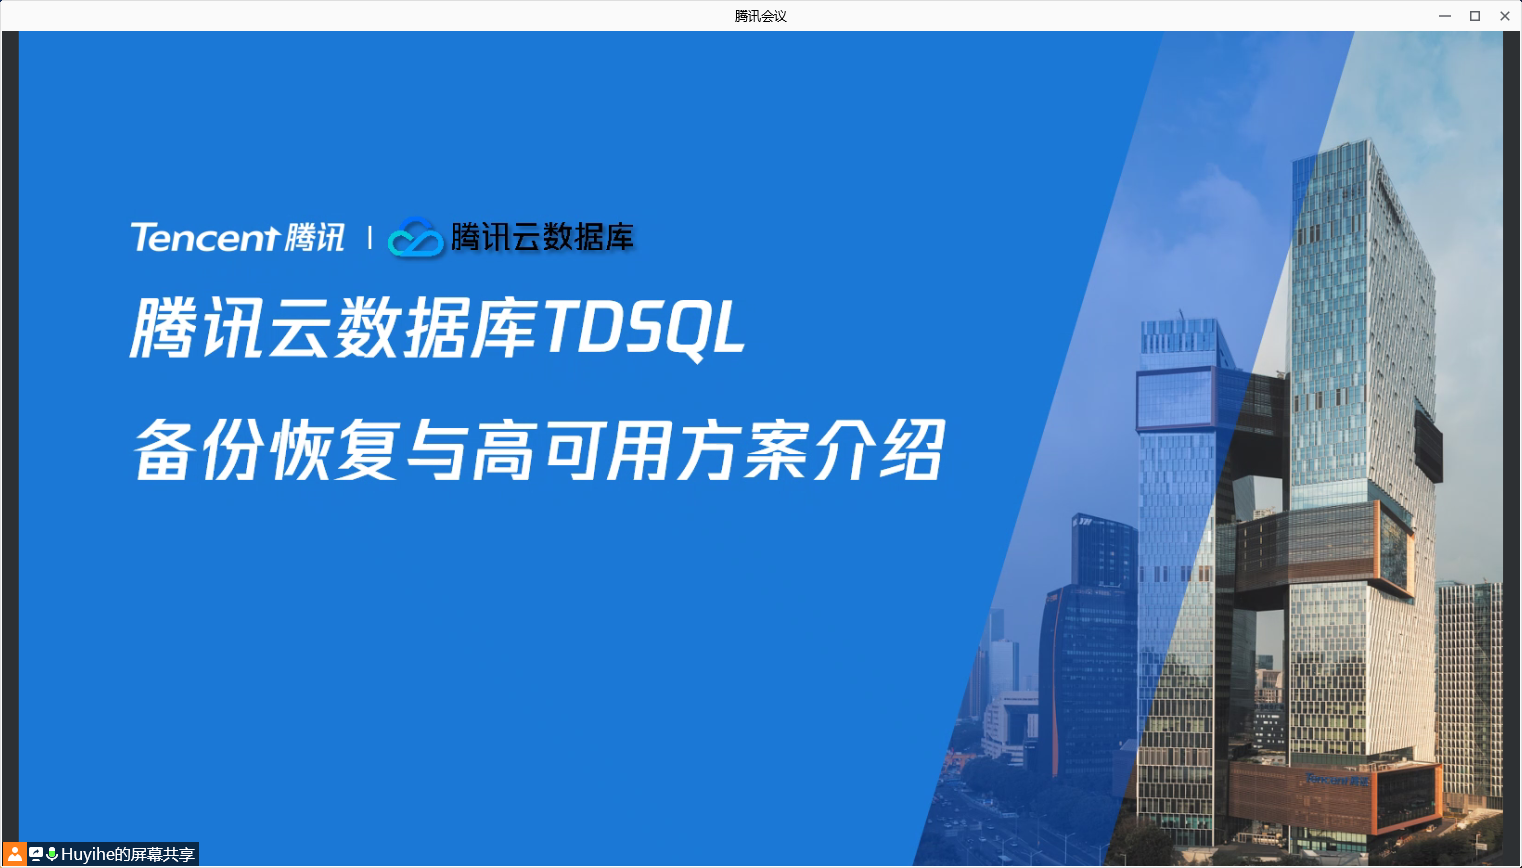 腾讯会议
Tencent 腾讯 | 腾讯云数据库
腾讯云数据库TDSQL
备份恢复与高可用方案介绍
Tencent 腾讯
Huyihe的屏幕共享